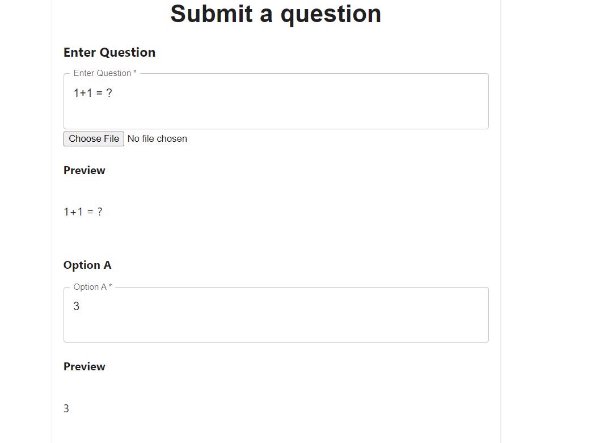 Submit a question
Enter Question
Enter Question *
1+1 = ?
Choose File No file chosen
Preview
1+1 = ?
Option A
Option A *
3
Preview
3